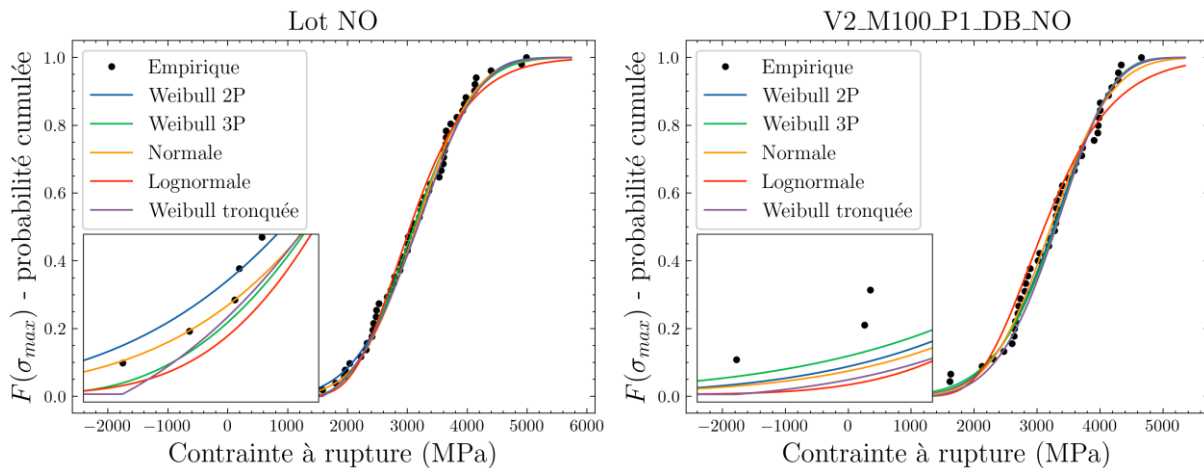 Lot NO
F(σ_max) - probabilité cumulée
1.0
0.8
0.6
0.4
0.2
0.0
Empirique
Weibull 2P
Weibull 3P
Normale
Lognormale
Weibull tronquée
−2000 −1000 0 1000 2000 3000 4000 5000 6000
Contrainte à rupture (MPa)
V2_M100_P1_DB_NO
F(σ_max) - probabilité cumulée
1.0
0.8
0.6
0.4
0.2
0.0
Empirique
Weibull 2P
Weibull 3P
Normale
Lognormale
Weibull tronquée
−2000 −1000 0 1000 2000 3000 4000 5000
Contrainte à rupture (MPa)